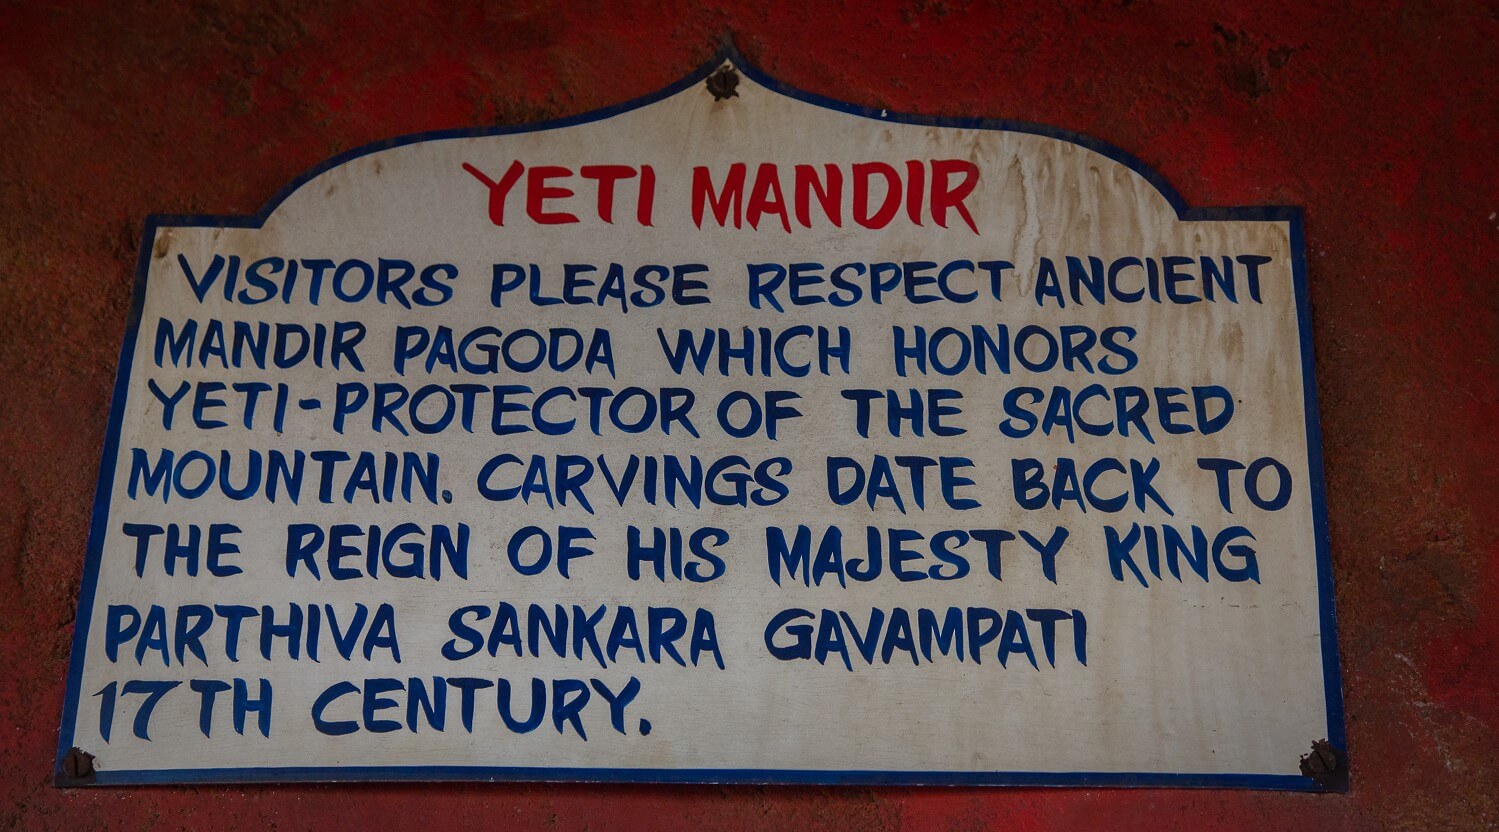 YETI MANDIR
VISITORS PLEASE RESPECT ANCIENT
MANDIR PAGODA WHICH HONORS
YETI-PROTECTOR OF THE SACRED
MOUNTAIN. CARVINGS DATE BACK TO
THE REIGN OF HIS MAJESTY KING
PARTHIVA SANKARA GAVAMPATI
17TH CENTURY.